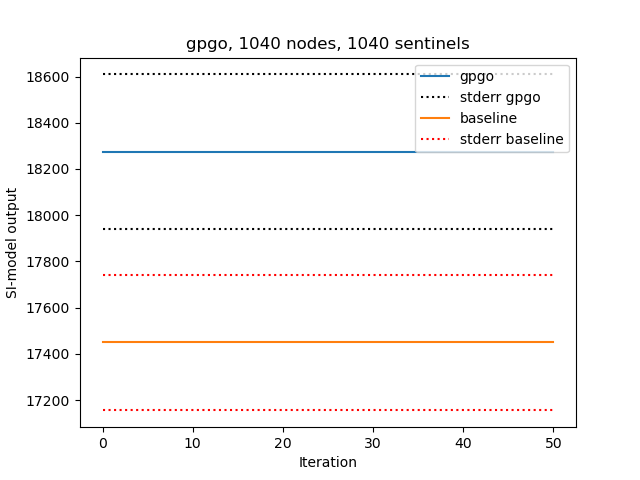 gpgo, 1040 nodes, 1040 sentinels
SI-model output
18600
18400
18200
18000
17800
17600
17400
17200
gpgo
stderr gpgo
baseline
stderr baseline
0 10 20 30 40 50
Iteration